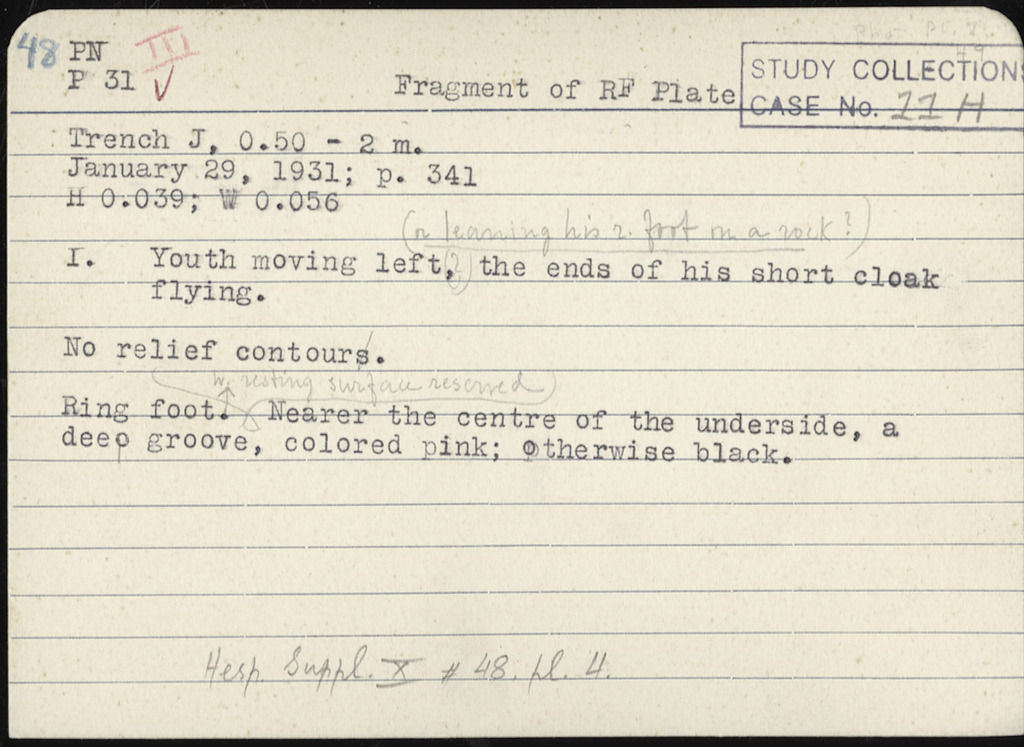 48 PN III
P 31 ✓ Fragment of RF Plate
STUDY COLLECTION
CASE No. 11 H
Trench J, 0.50 - 2 m.
January 29, 1931; p. 341
H 0.039; W 0.056
(or leaning his r. foot on a rock?)
I. Youth moving left,(?) the ends of his short cloak
flying.
No relief contours.
w. resting surface reserved
Ring foot. Nearer the centre of the underside, a
deep groove, colored pink; otherwise black.
Hesp. Suppl. X # 48. pl. 4.